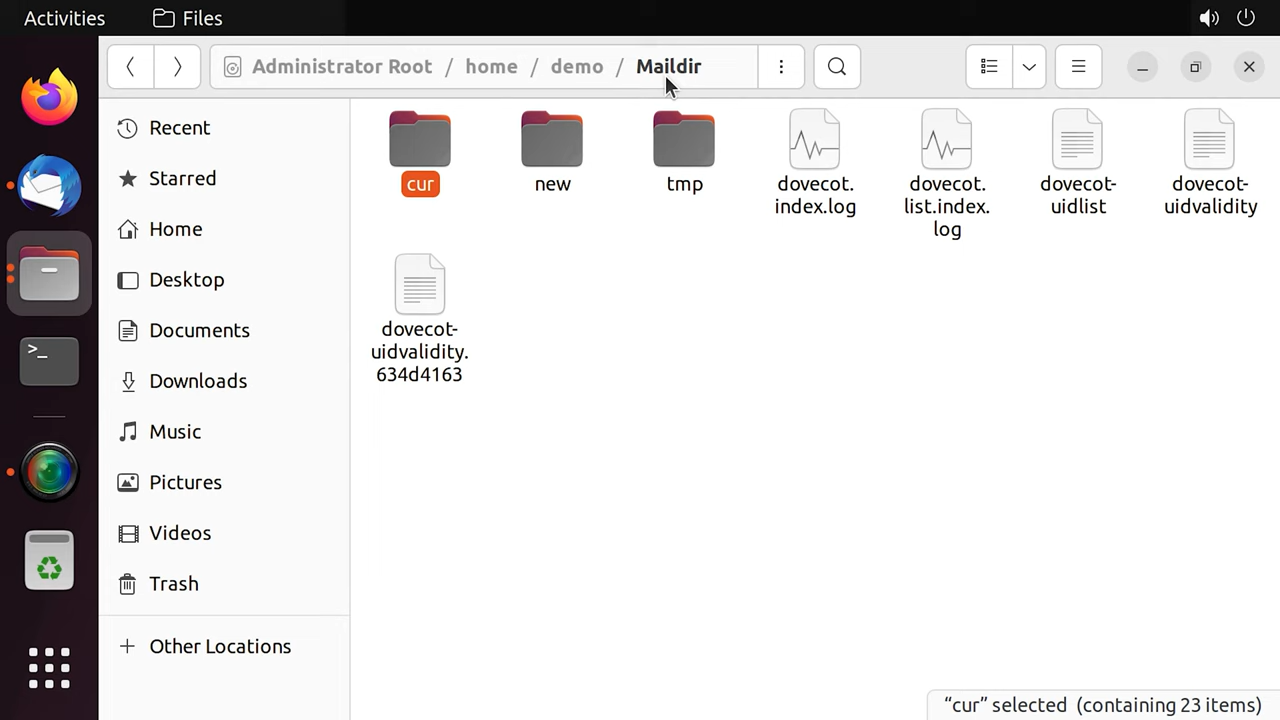 Activities
Files
Administrator Root / home / demo / Maildir
Recent
Starred
Home
Desktop
Documents
Downloads
Music
Pictures
Videos
Trash
+ Other Locations
cur
new
tmp
dovecot.
index.log
dovecot.
list.index.
log
dovecot-
uidlist
dovecot-
uidvalidity
dovecot-
uidvalidity.
634d4163
>_
“cur” selected (containing 23 items)